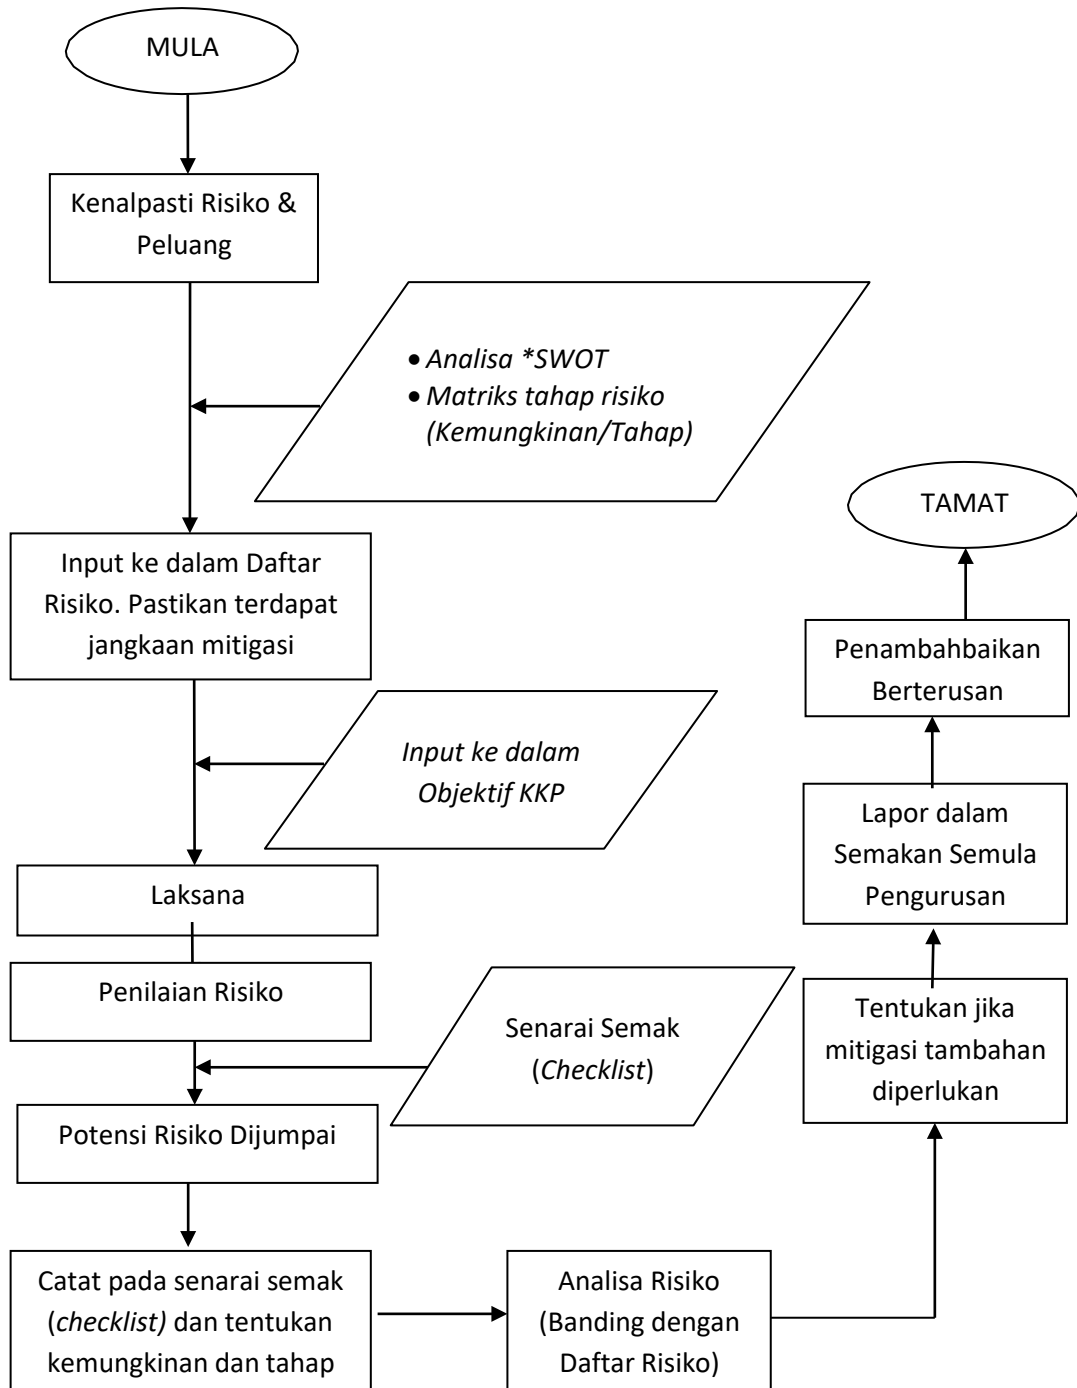 MULA
Kenalpasti Risiko &
Peluang
• Analisa *SWOT
• Matriks tahap risiko
(Kemungkinan/Tahap)
Input ke dalam Daftar
Risiko. Pastikan terdapat
jangkaan mitigasi
Input ke dalam
Objektif KKP
Laksana
Penilaian Risiko
Senarai Semak
(Checklist)
Potensi Risiko Dijumpai
Catat pada senarai semak
(checklist) dan tentukan
kemungkinan dan tahap
Analisa Risiko
(Banding dengan
Daftar Risiko)
Tentukan jika
mitigasi tambahan
diperlukan
Lapor dalam
Semakan Semula
Pengurusan
Penambahbaikan
Berterusan
TAMAT